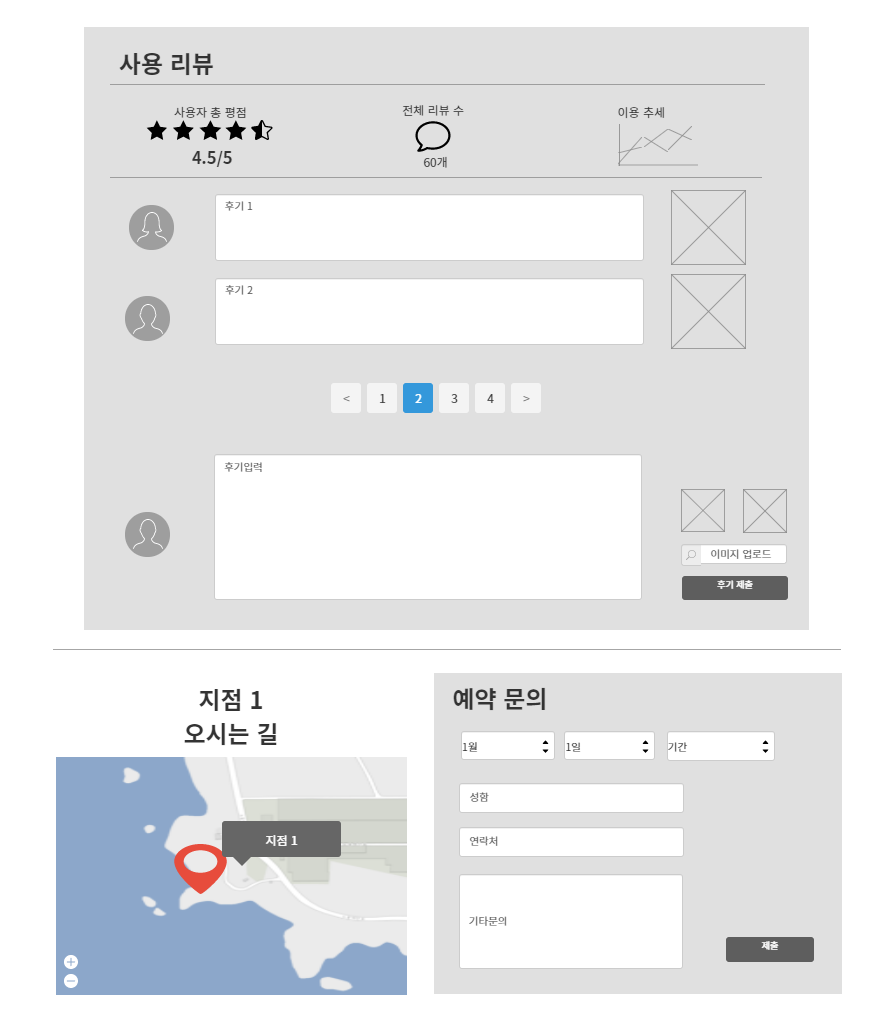 사용 리뷰
사용자 총 평점
전체 리뷰 수
이용 추세
4.5/5
60개
후기 1
후기 2
< 1 2 3 4 >
후기입력
이미지 업로드
후기 제출
지점 1
오시는 길
지점 1
예약 문의
1월
1일
기간
성함
연락처
기타문의
제출